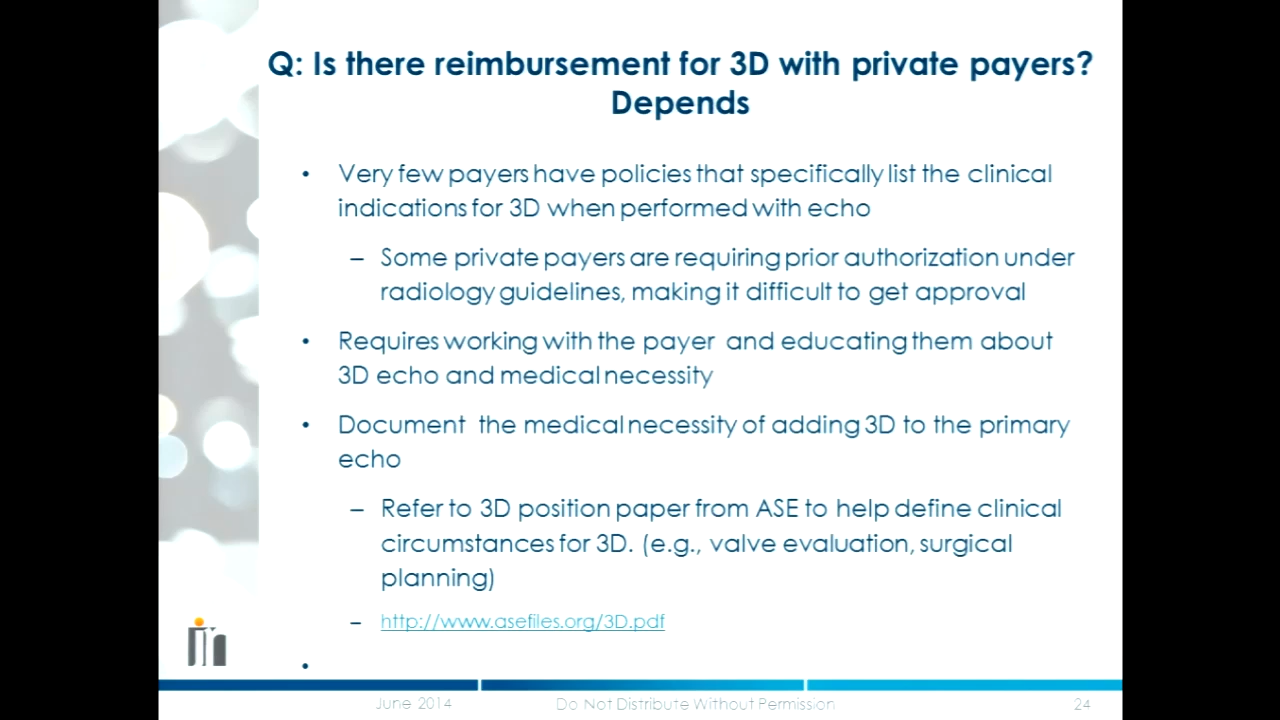 Q: Is there reimbursement for 3D with private payers?
Depends
• Very few payers have policies that specifically list the clinical
indications for 3D when performed with echo
– Some private payers are requiring prior authorization under
radiology guidelines, making it difficult to get approval
• Requires working with the payer and educating them about
3D echo and medical necessity
• Document the medical necessity of adding 3D to the primary
echo
– Refer to 3D position paper from ASE to help define clinical
circumstances for 3D. (e.g., valve evaluation, surgical
planning)
– http://www.asefiles.org/3D.pdf
•
June 2014 Do Not Distribute Without Permission 24